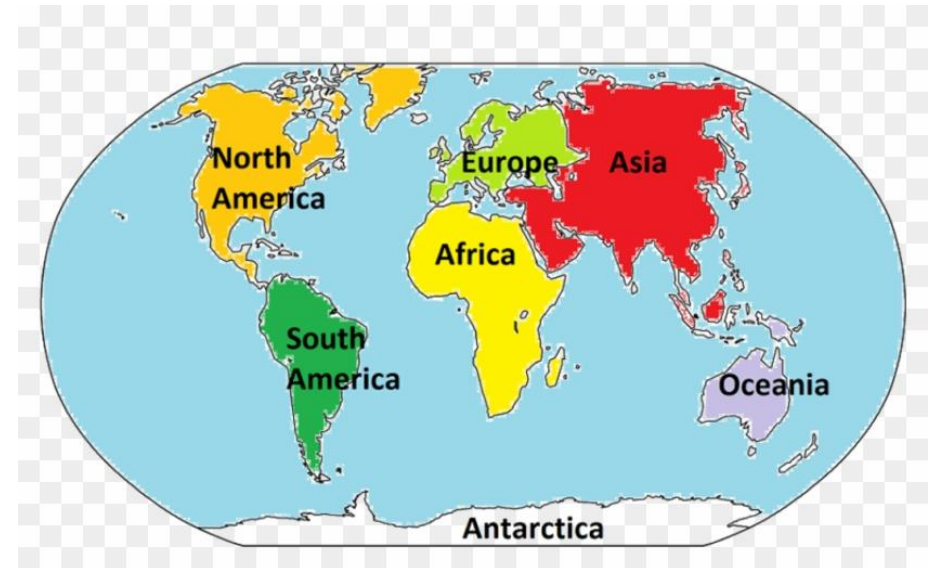 North
America
Europe
Asia
Africa
South
America
Oceania
Antarctica